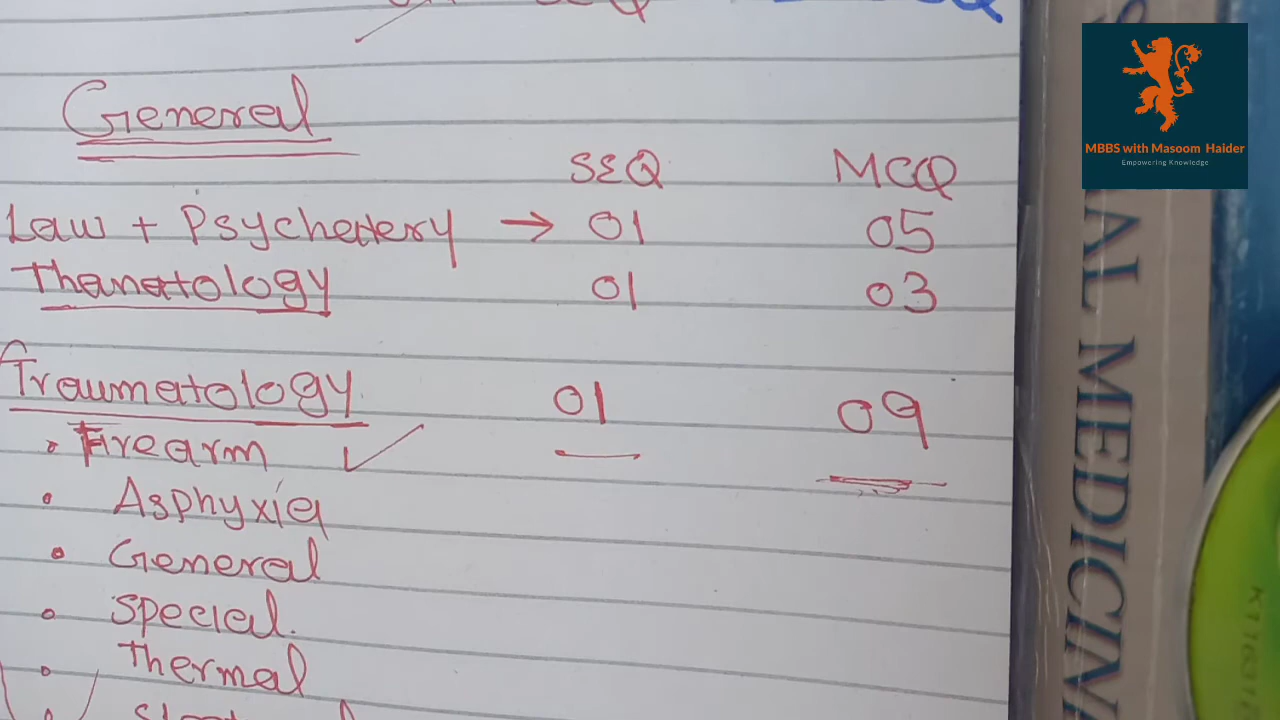 General
SEQ MCQ
Law + Psychetery → 01 05
Thanatology 01 03
Traumatology 01 09
• Firearm ✓
• Asphyxia
• General
• Special.
• Thermal
MBBS with Masoom Haider
Empowering Knowledge
AL MEDICIN